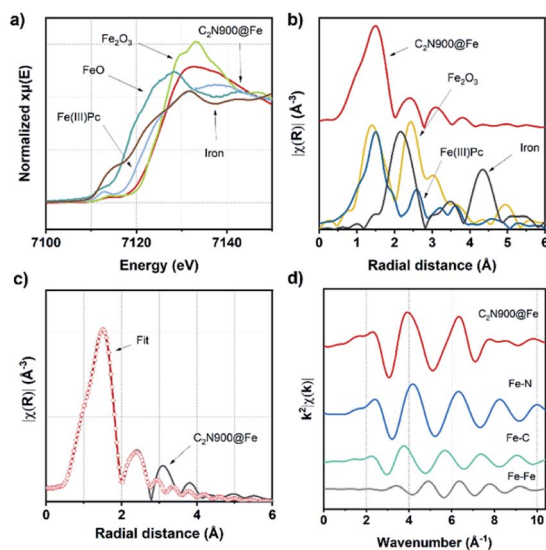 a)
Normalized xμ(E)
Fe₂O₃
C₂N900@Fe
FeO
Fe(III)Pc
Iron
7100
7120
7140
Energy (eV)
b)
|χ(R)| (Å⁻³)
C₂N900@Fe
Fe₂O₃
Iron
Fe(III)Pc
0
1
2
3
4
5
6
Radial distance (Å)
c)
|χ(R)| (Å⁻³)
Fit
C₂N900@Fe
0
2
4
6
8
Radial distance (Å)
d)
k²|χ(k)|
C₂N900@Fe
Fe-N
Fe-C
Fe-Fe
0
2
4
6
8
10
Wavenumber (Å⁻¹)